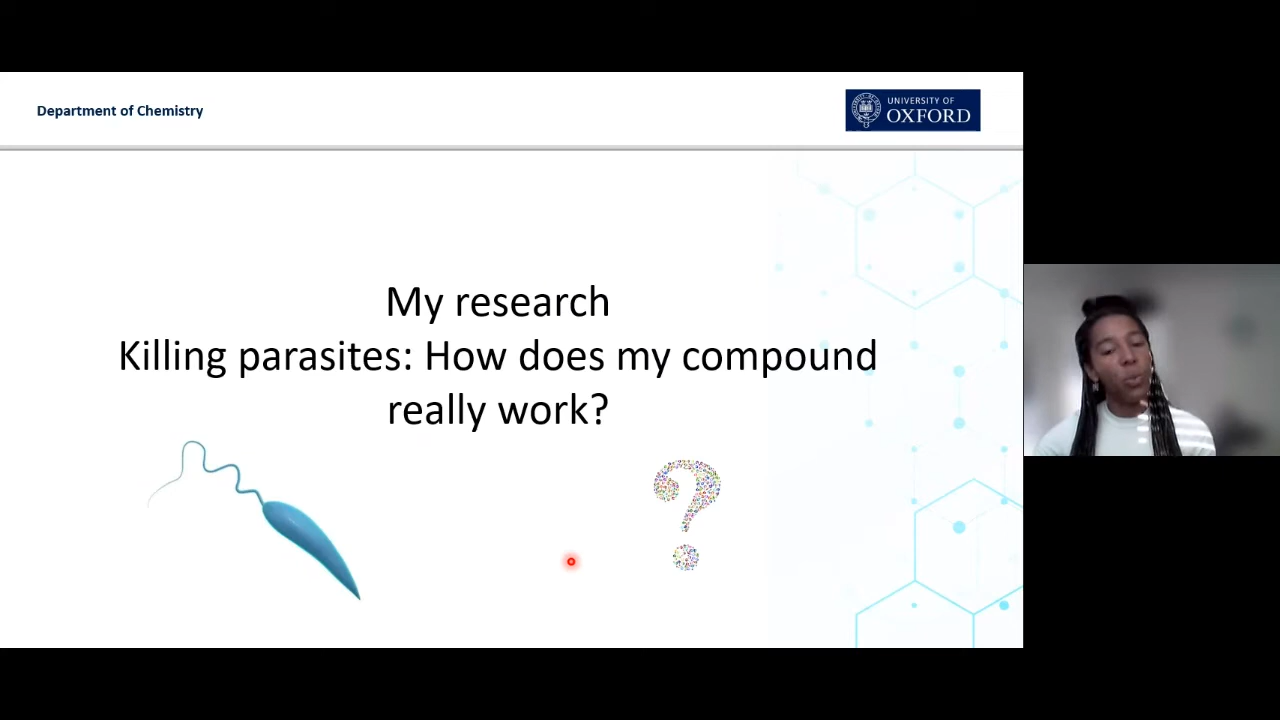 Department of Chemistry
UNIVERSITY OF
OXFORD
My research
Killing parasites: How does my compound
really work?
?